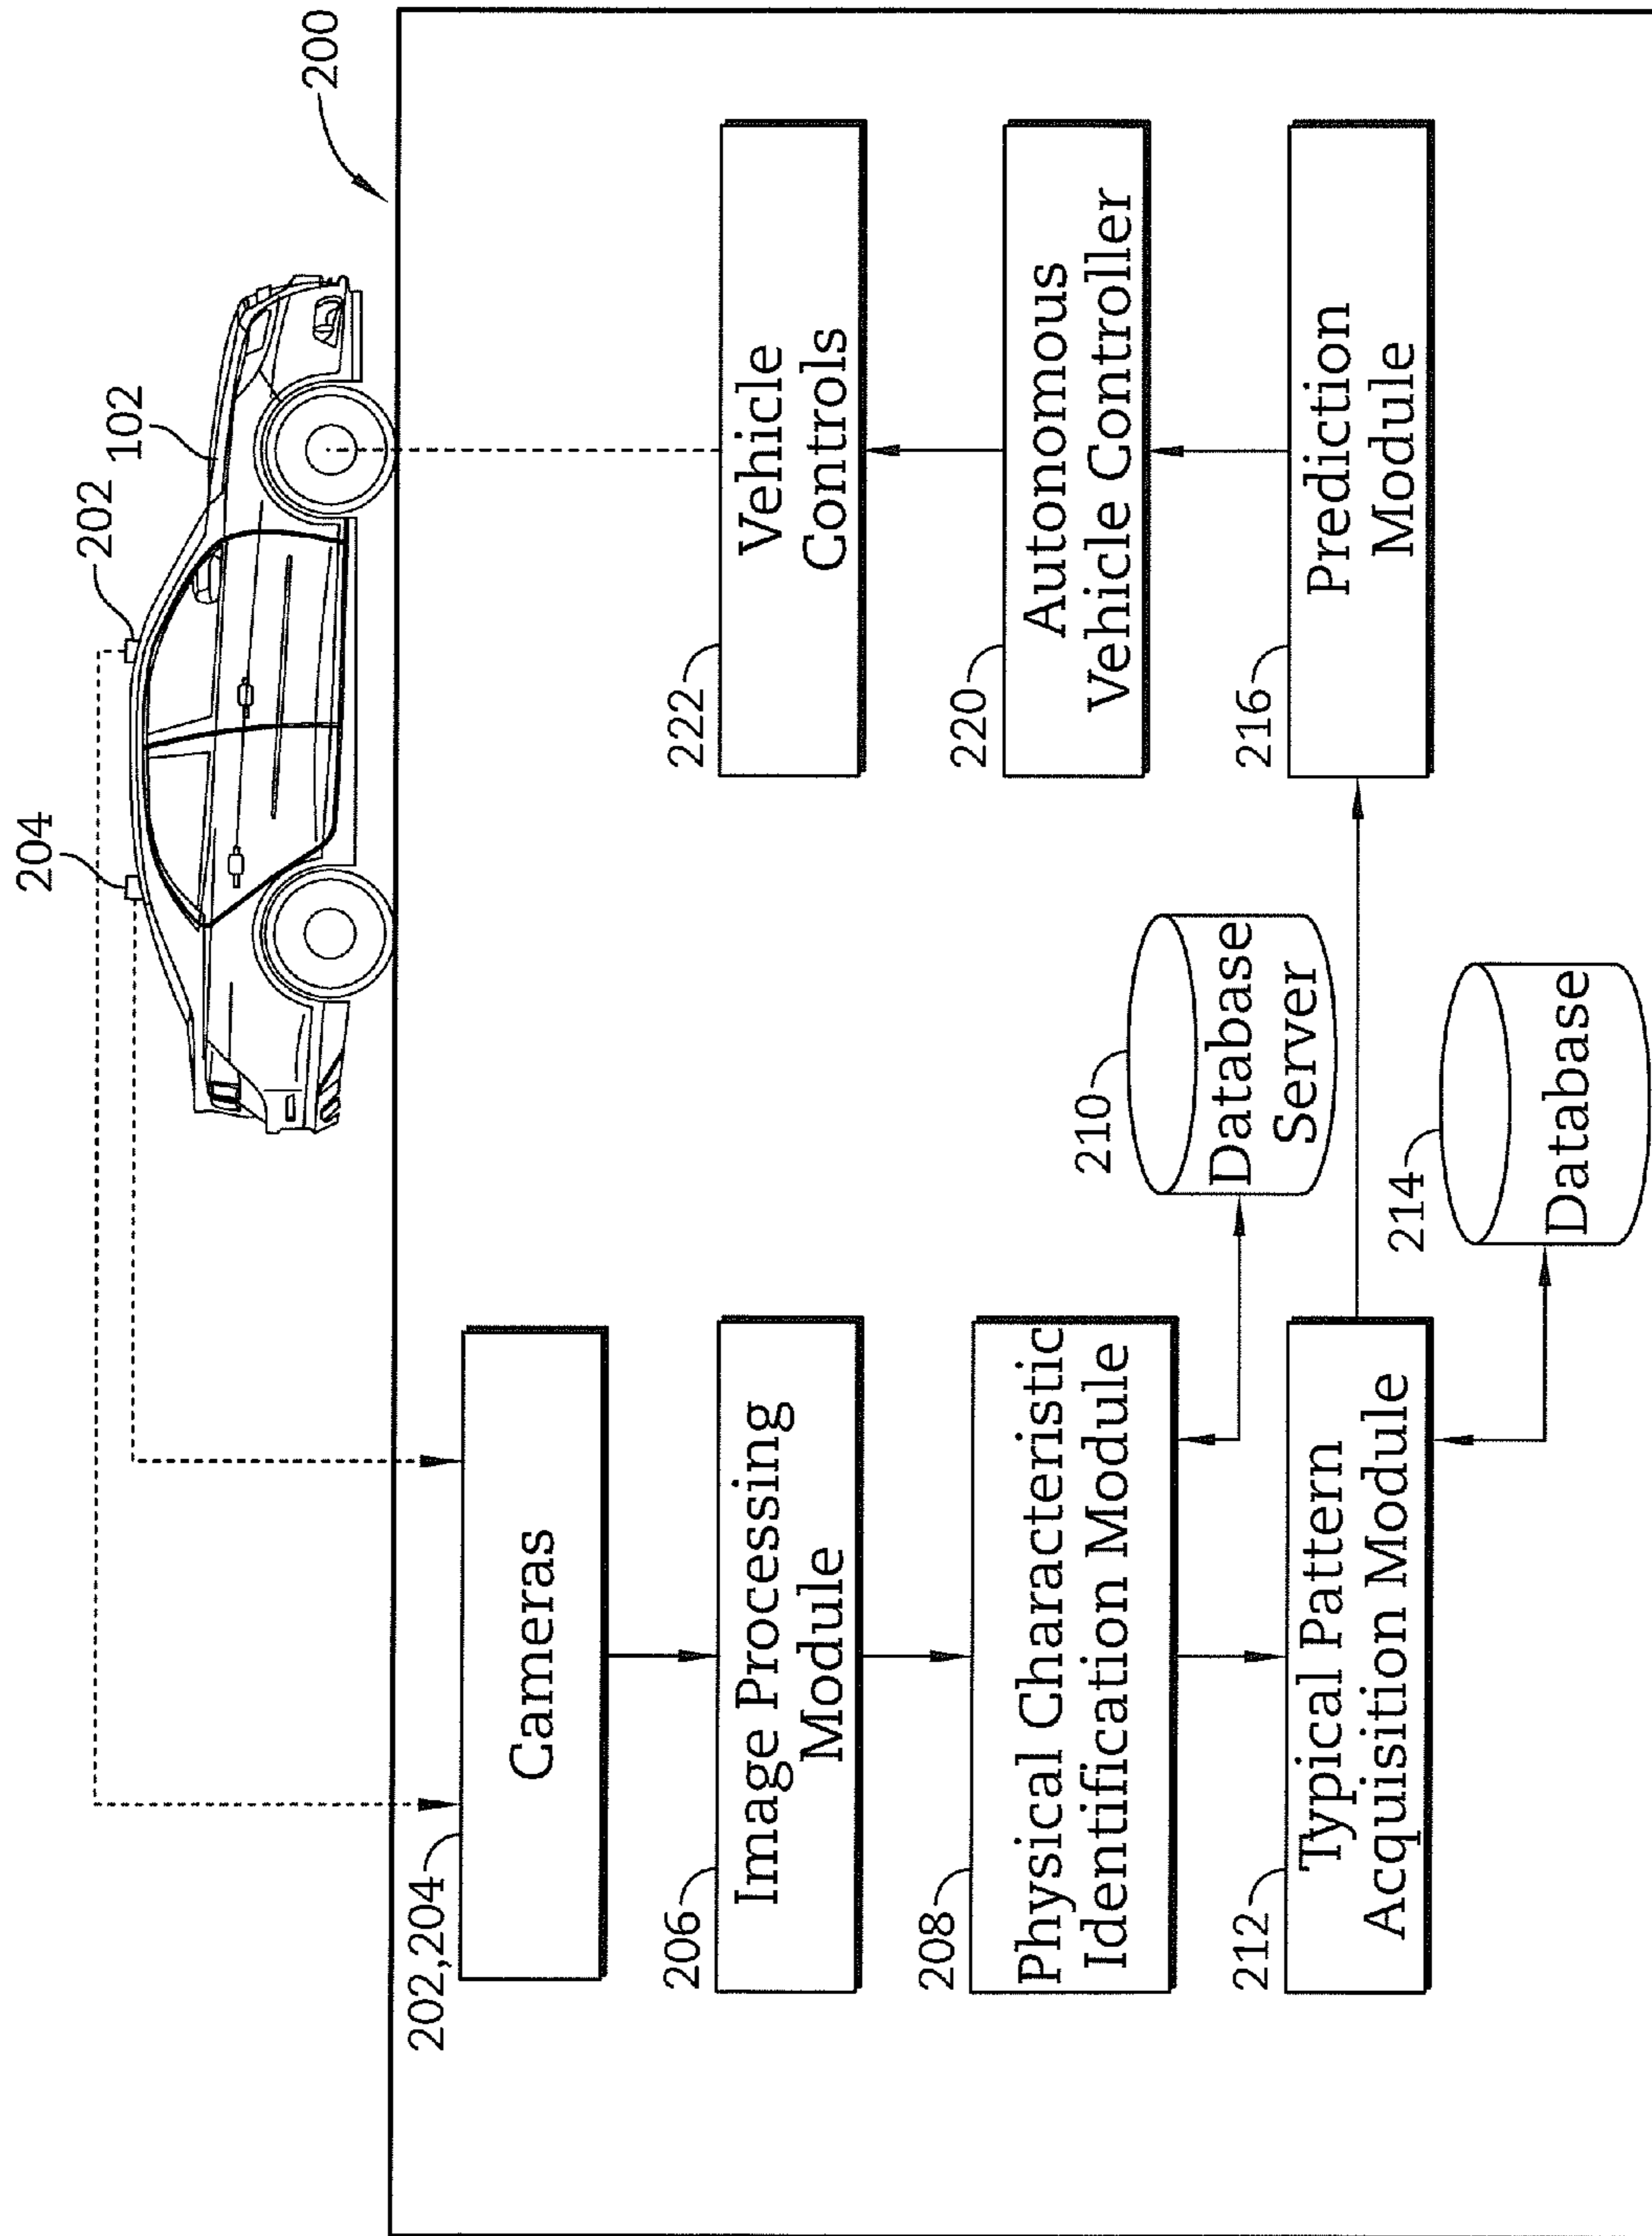 204
202
102
200
202,204
Cameras
206
Image Processing
Module
208
Physical Characteristic
Identification Module
210
Database
Server
212
Typical Pattern
Acquisition Module
214
Database
222
Vehicle
Controls
220
Autonomous
Vehicle Controller
216
Prediction
Module